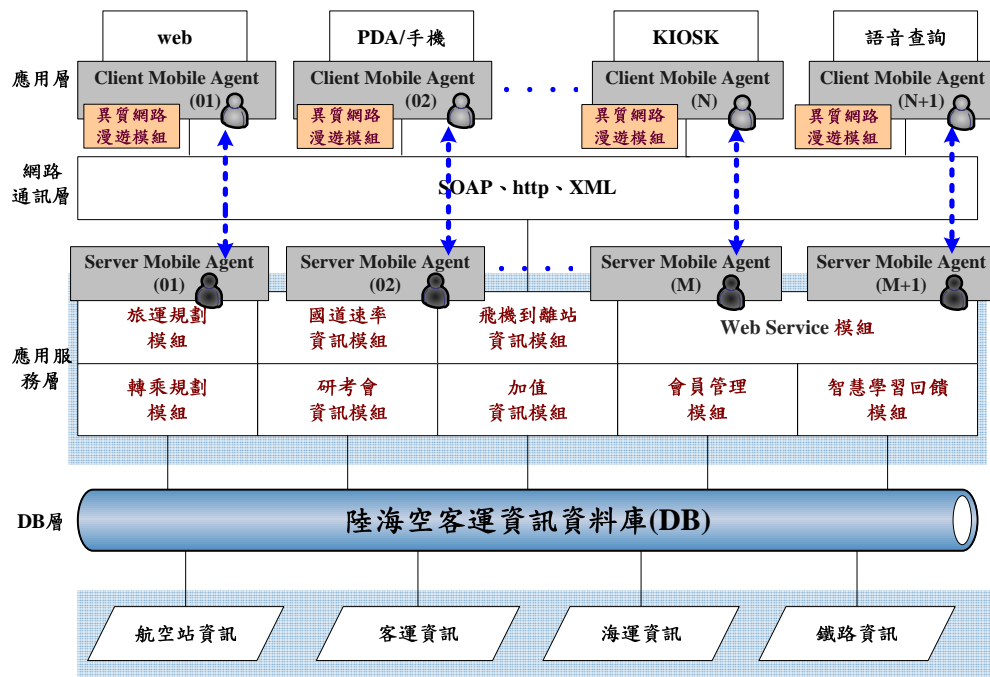 web
PDA/手機
KIOSK
語音查詢
應用層
Client Mobile Agent
(01)
Client Mobile Agent
(02)
Client Mobile Agent
(N)
Client Mobile Agent
(N+1)
異質網路
漫遊模組
異質網路
漫遊模組
異質網路
漫遊模組
異質網路
漫遊模組
網路
通訊層
SOAP、http、XML
Server Mobile Agent
(01)
Server Mobile Agent
(02)
Server Mobile Agent
(M)
Server Mobile Agent
(M+1)
應用服
務層
旅運規劃
模組
國道速率
資訊模組
飛機到離站
資訊模組
Web Service 模組
轉乘規劃
模組
研考會
資訊模組
加值
資訊模組
會員管理
模組
智慧學習回饋
模組
DB層
陸海空客運資訊資料庫(DB)
航空站資訊
客運資訊
海運資訊
鐵路資訊